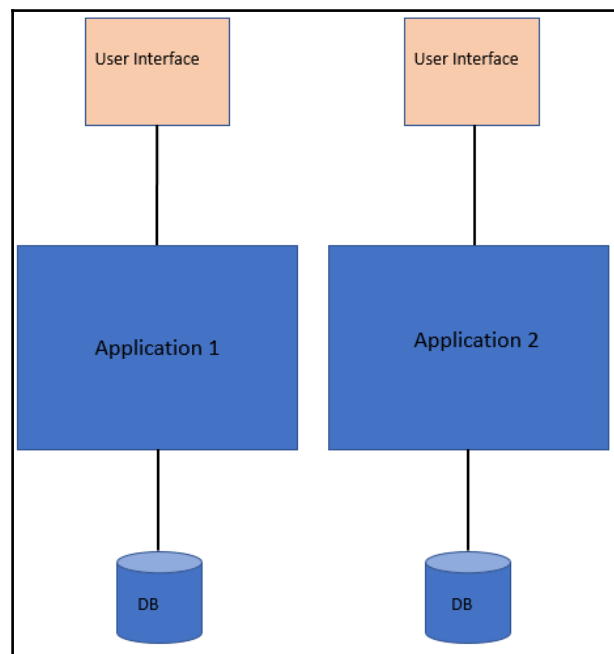 User Interface
User Interface
Application 1
Application 2
DB
DB